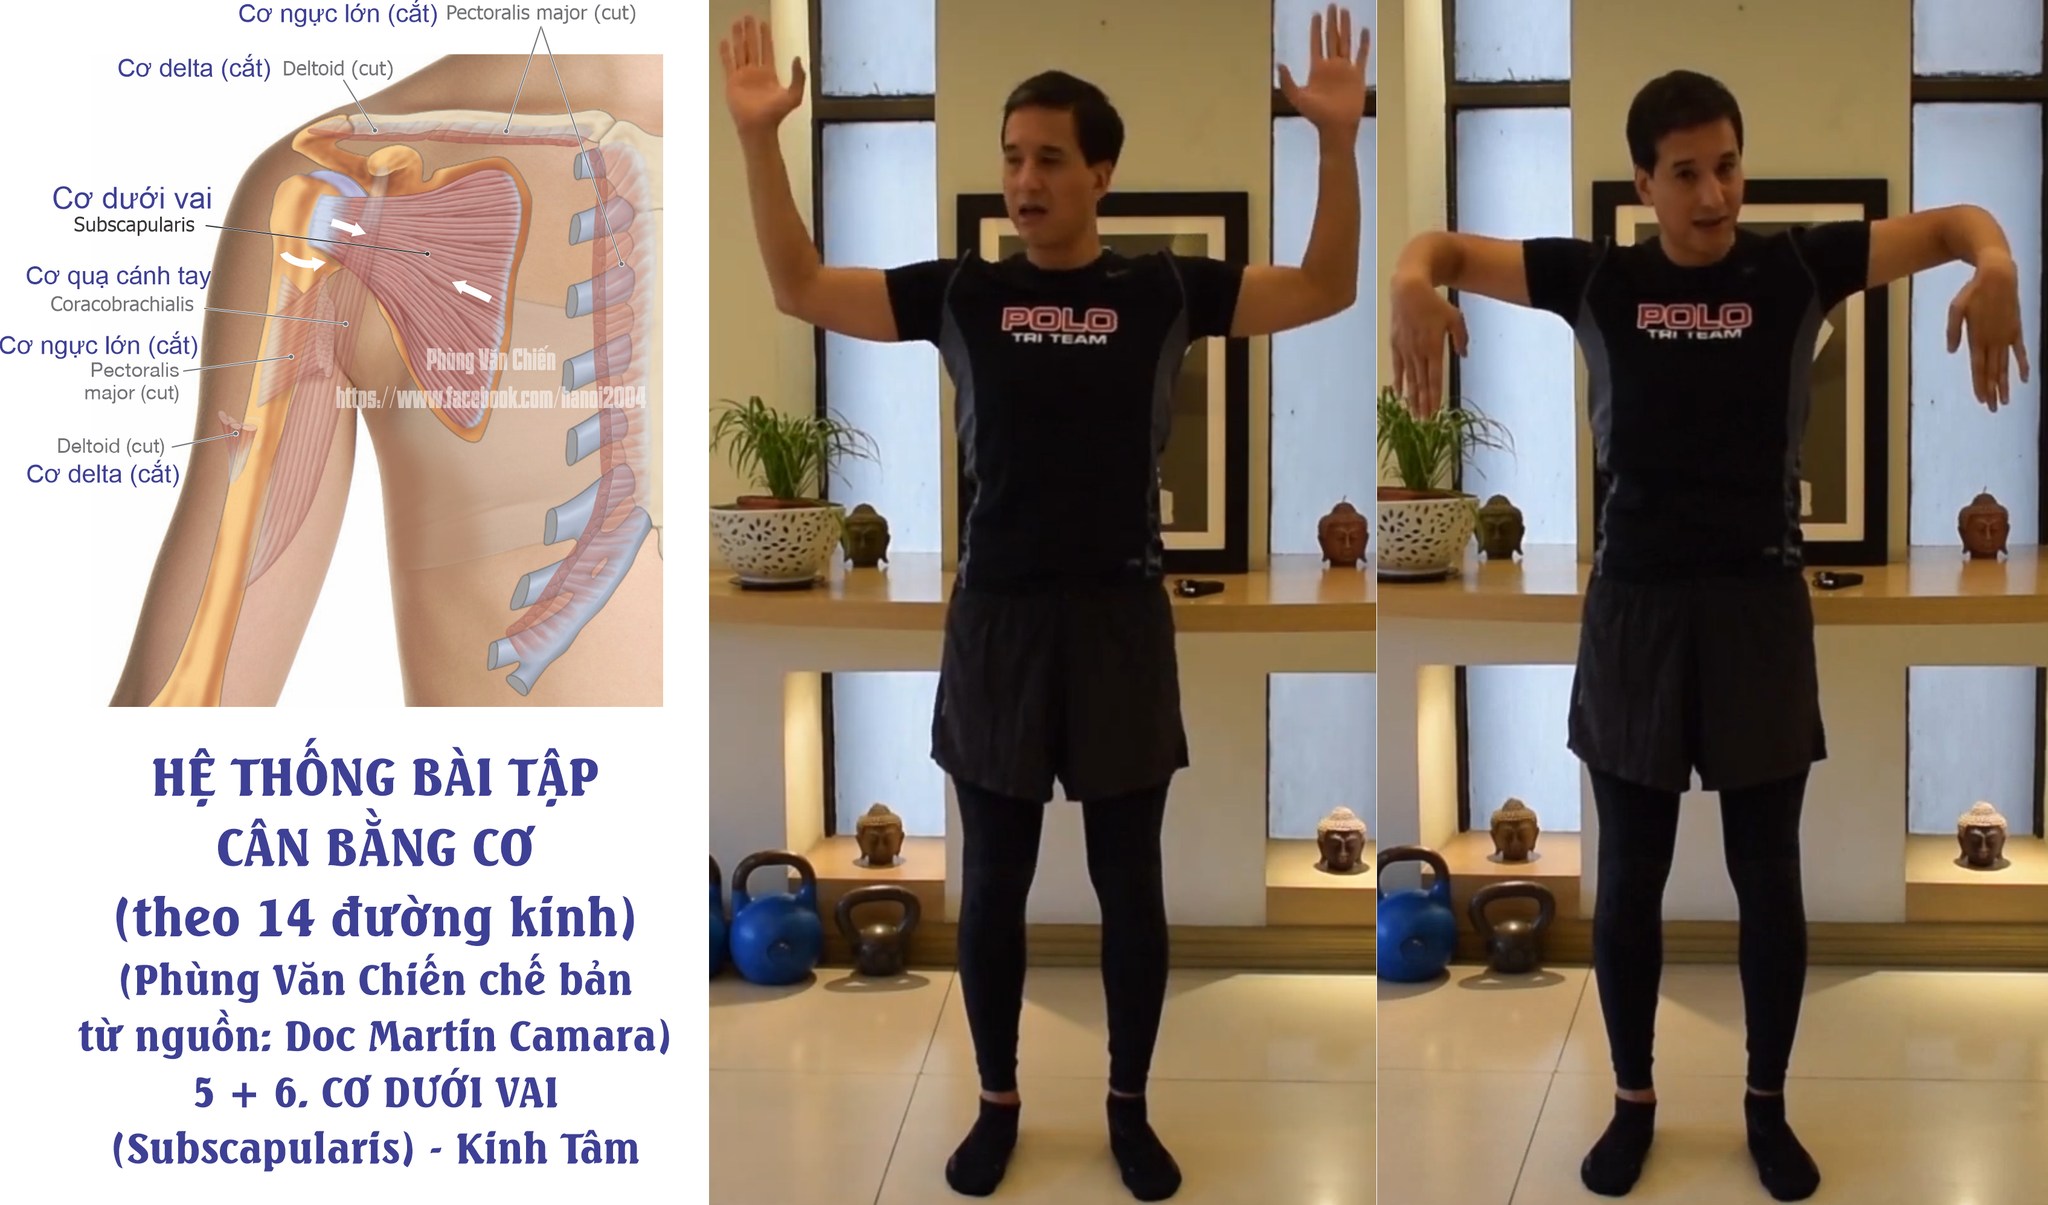 Cơ ngực lớn (cắt) Pectoralis major (cut)
Cơ delta (cắt) Deltoid (cut)
Cơ dưới vai
Subscapularis
Cơ quạ cánh tay
Coracobrachialis
Cơ ngực lớn (cắt)
Pectoralis
major (cut)
Deltoid (cut)
Cơ delta (cắt)
Phùng Văn Chiến
https://www.facebook.com/hanoi2004
HỆ THỐNG BÀI TẬP
CÂN BẰNG CƠ
(theo 14 đường kinh)
(Phùng Văn Chiến chế bản
từ nguồn: Doc Martin Camara)
5 + 6. CƠ DƯỚI VAI
(Subscapularis) - Kinh Tâm
POLO
TRI TEAM
POLO
TRI TEAM